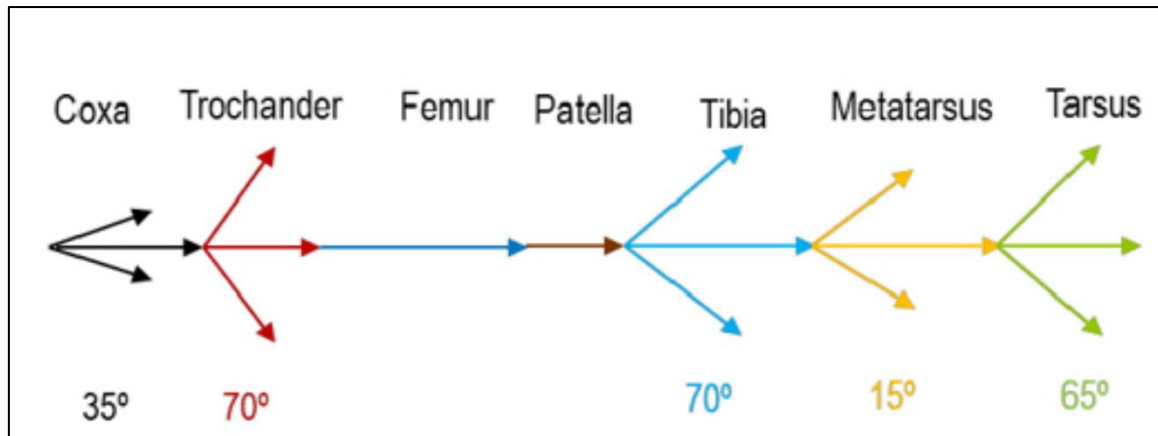 Coxa Trochander Femur Patella Tibia Metatarsus Tarsus
35º 70º 70º 15º 65º